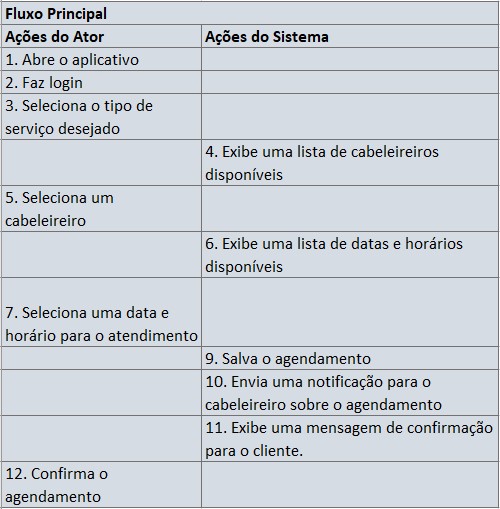 Fluxo Principal
Ações do Ator
Ações do Sistema
1. Abre o aplicativo
2. Faz login
3. Seleciona o tipo de
serviço desejado
4. Exibe uma lista de cabeleireiros
disponíveis
5. Seleciona um
cabeleireiro
6. Exibe uma lista de datas e horários
disponíveis
7. Seleciona uma data e
horário para o atendimento
9. Salva o agendamento
10. Envia uma notificação para o
cabeleireiro sobre o agendamento
11. Exibe uma mensagem de confirmação
para o cliente.
12. Confirma o
agendamento